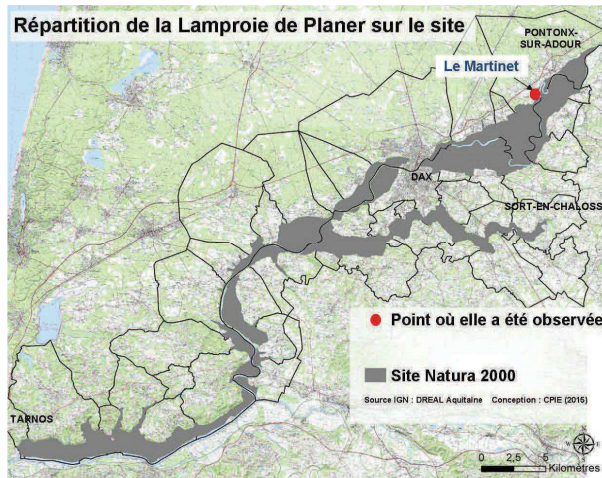 Répartition de la Lamproie de Planer sur le site
PONTONX-
SUR-ADOUR
Le Martinet
DAX
SORT-EN-CHALOSS
Point où elle a été observée
Site Natura 2000
Source IGN : DREAL Aquitaine Conception : CPIE (2015)
TARNOS
N
W
E
S
0 2,5 5
Kilomètres